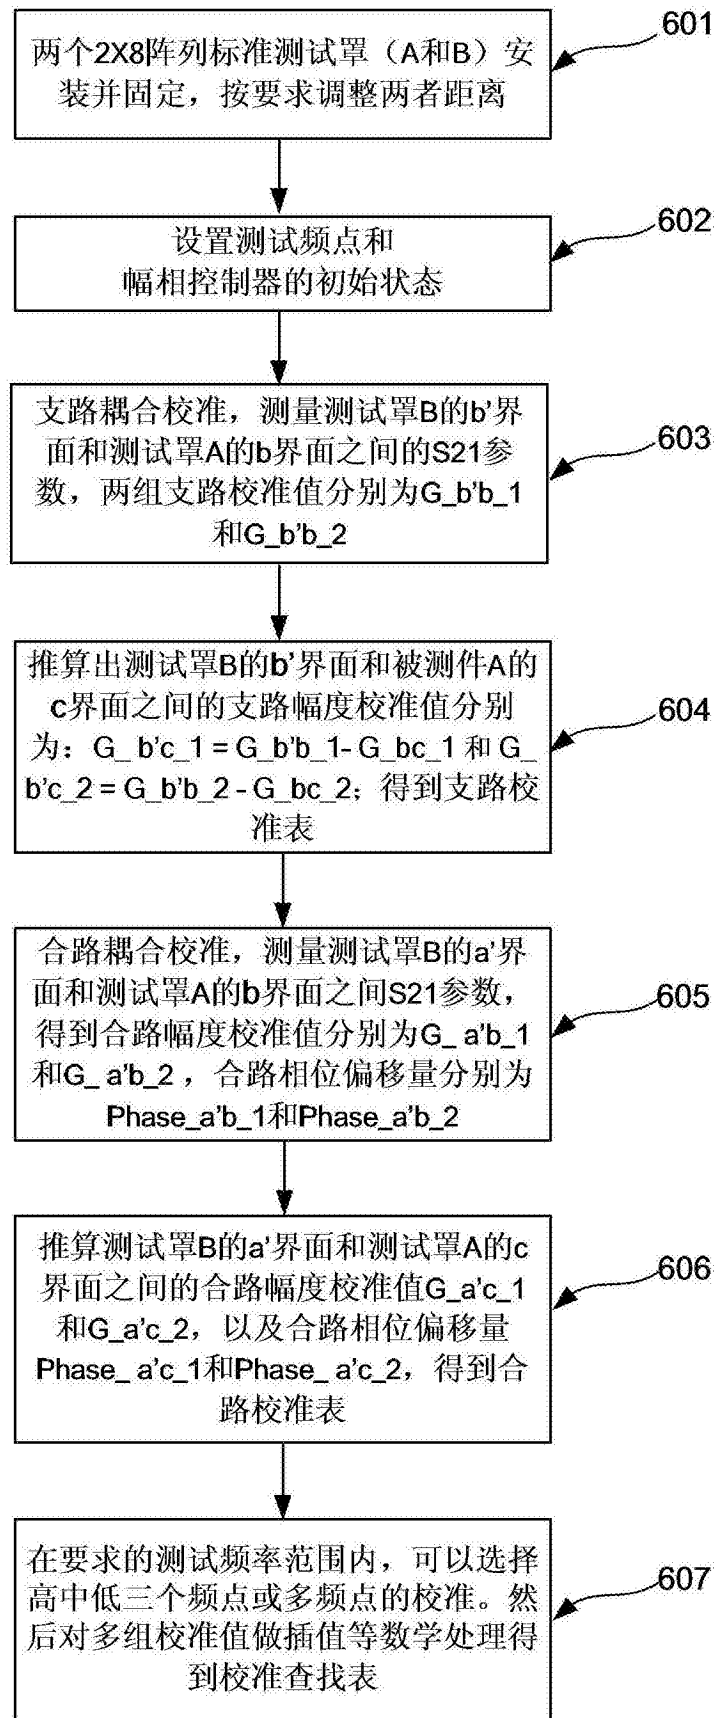 两个2X8阵列标准测试罩（A和B）安
装并固定，按要求调整两者距离
601
设置测试频点和
幅相控制器的初始状态
602
支路耦合校准，测量测试罩B的b'界
面和测试罩A的b界面之间的S21参
数，两组支路校准值分别为G_b'b_1
和G_b'b_2
603
推算出测试罩B的b'界面和被测件A的
c界面之间的支路幅度校准值分别
为：G_ b'c_1 = G_b'b_1- G_bc_1 和 G_
b'c_2 = G_b'b_2 - G_bc_2；得到支路校
准表
604
合路耦合校准，测量测试罩B的a'界
面和测试罩A的b界面之间S21参数，
得到合路幅度校准值分别为G_ a'b_1
和G_ a'b_2 ，合路相位偏移量分别为
Phase_a'b_1和Phase_a'b_2
605
推算测试罩B的a'界面和测试罩A的c
界面之间的合路幅度校准值G_a'c_1
和G_a'c_2，以及合路相位偏移量
Phase_ a'c_1和Phase_ a'c_2，得到合
路校准表
606
在要求的测试频率范围内，可以选择
高中低三个频点或多频点的校准。然
后对多组校准值做插值等数学处理得
到校准查找表
607